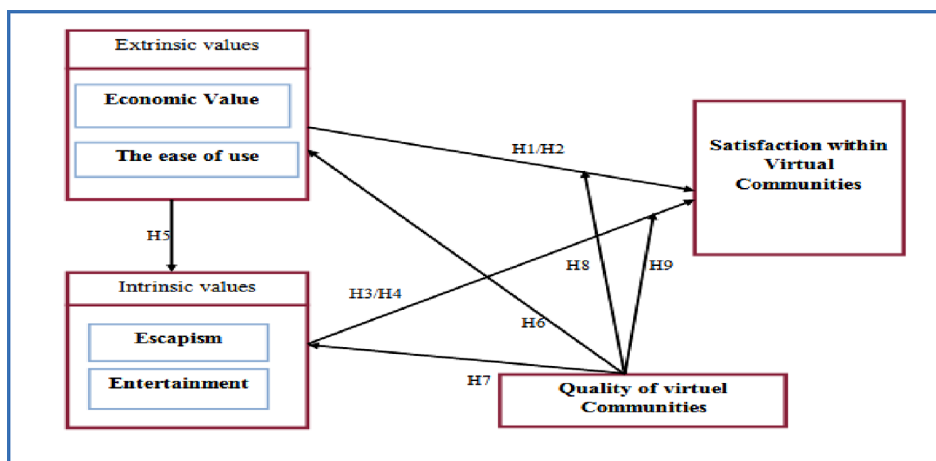 Extrinsic values
Economic Value
The ease of use
H1/H2
Satisfaction within
Virtual
Communities
H5
Intrinsic values
Escapism
Entertainment
H3/H4
H8
H9
H6
H7
Quality of virtuel
Communities